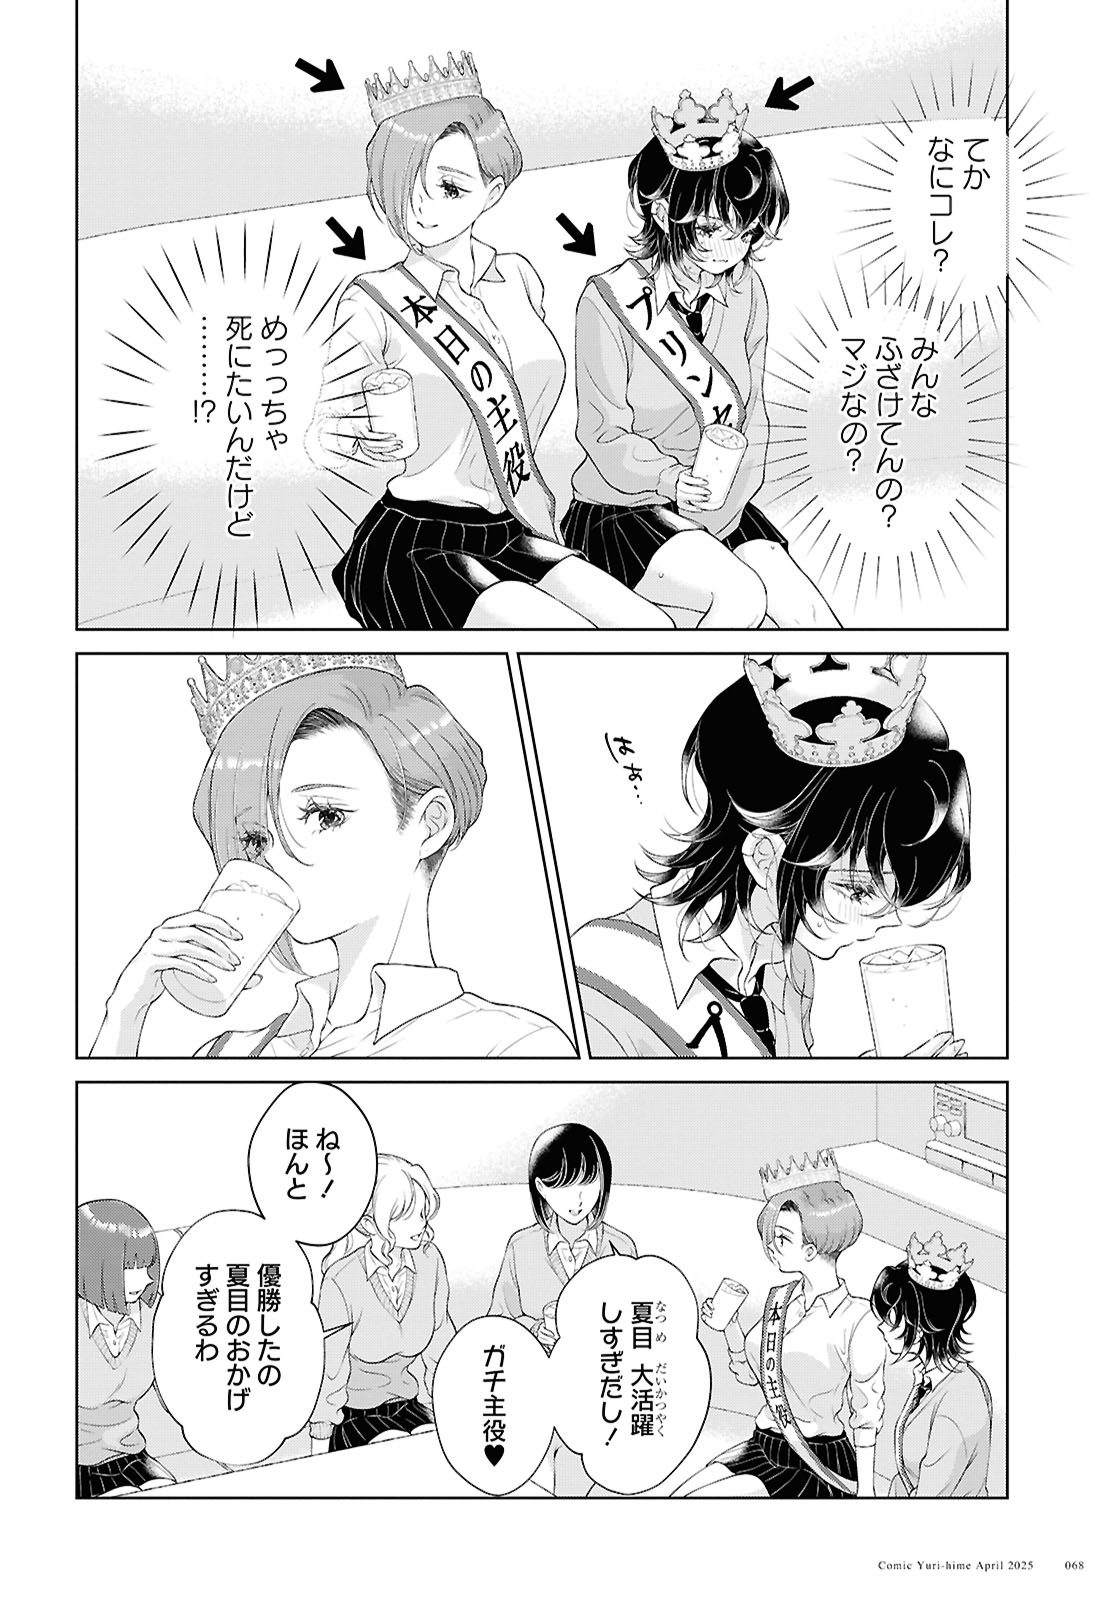 てか
なにコレ?
みんな
ふざけてんの?
マジなの?
プリンセ
本日の主役
めっっちゃ
死にたいんだけど
………!?
はぁ…
夏目 大活躍
なつめ だいかつやく
しすぎだし!
ガチ主役♥
ね〜!
ほんと
優勝したの
夏目のおかげ
すぎるわ
本日の主役
Comic Yuri-hime April 2025
068